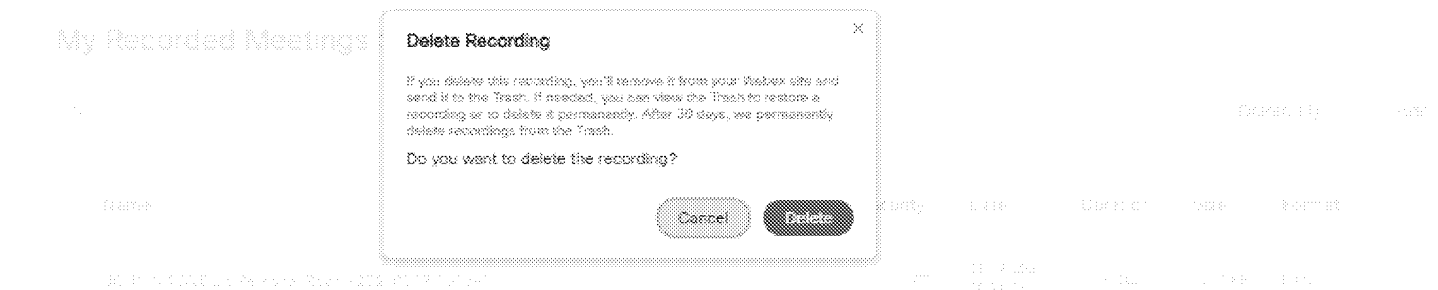 My Recorded Meetings
Delete Recording
If you delete this recording, you'll remove it from your Webex site and
send it to the Trash. If needed, you can view the Trash to restore a
recording or to delete it permanently. After 30 days, we permanently
delete recordings from the Trash.
Do you want to delete the recording?
Cancel Delete
Name Date Duration Size Format